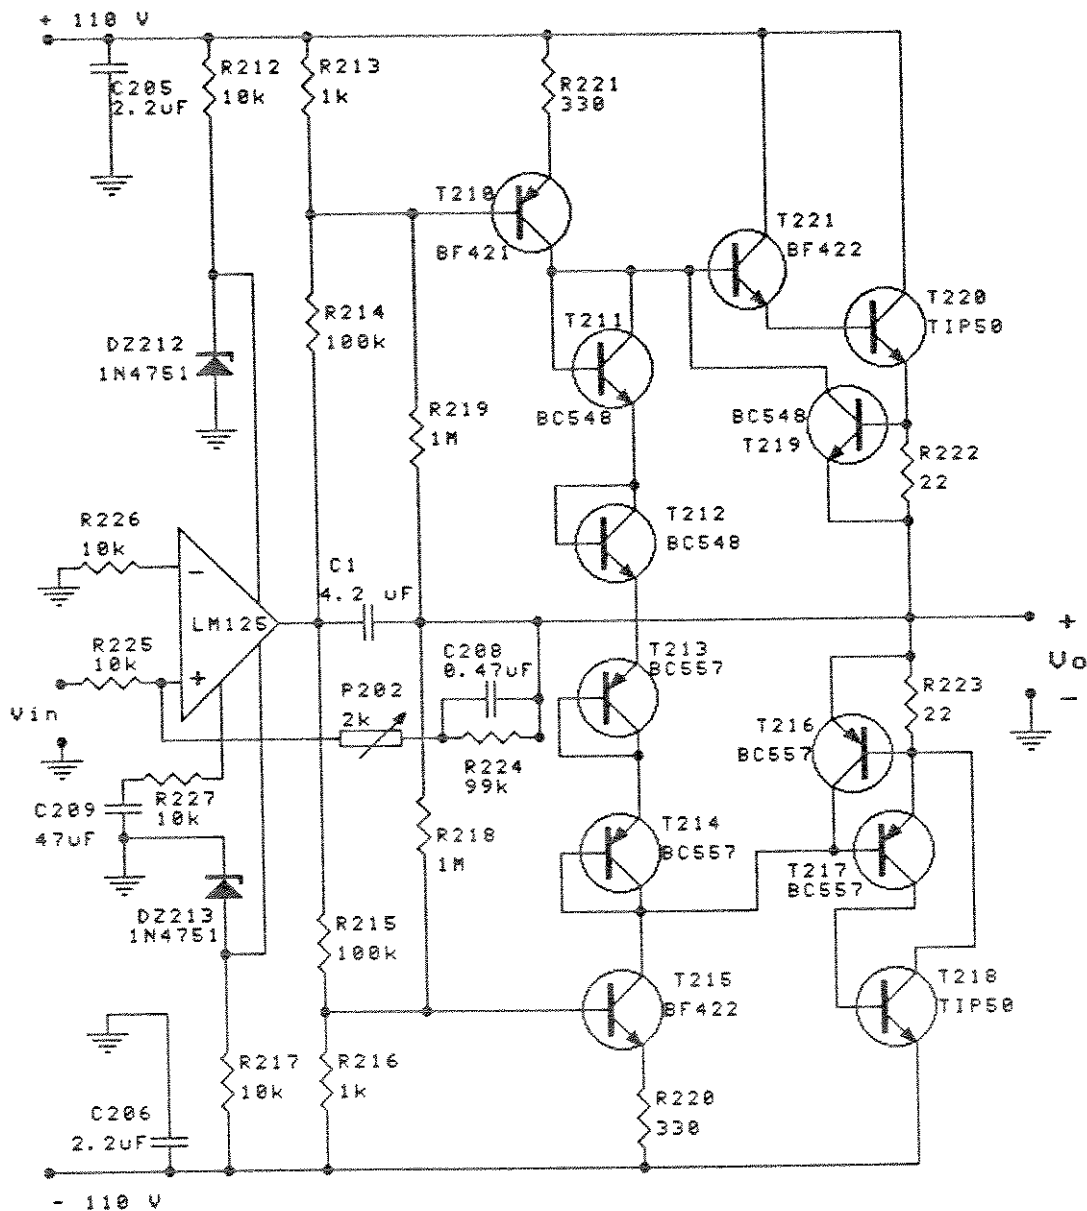 + 110 V
R212
10k
R213
1k
C205
2.2uF
R221
330
T210
BF421
T221
BF422
T220
TIP50
R214
100k
T211
BC548
DZ212
1N4751
R219
1M
BC548
T219
R222
22
R226
10k
T212
BC548
C1
4.2 uF
LM125
-
+
R225
10k
Vin
C208
0.47uF
P202
2k
R224
99k
T213
BC557
+
Vo
-
R223
22
T216
BC557
C209
47uF
R227
10k
R218
1M
T214
BC557
T217
BC557
DZ213
1N4751
R215
100k
T215
BF422
T218
TIP50
R217
10k
R216
1k
R220
330
C206
2.2uF
- 110 V